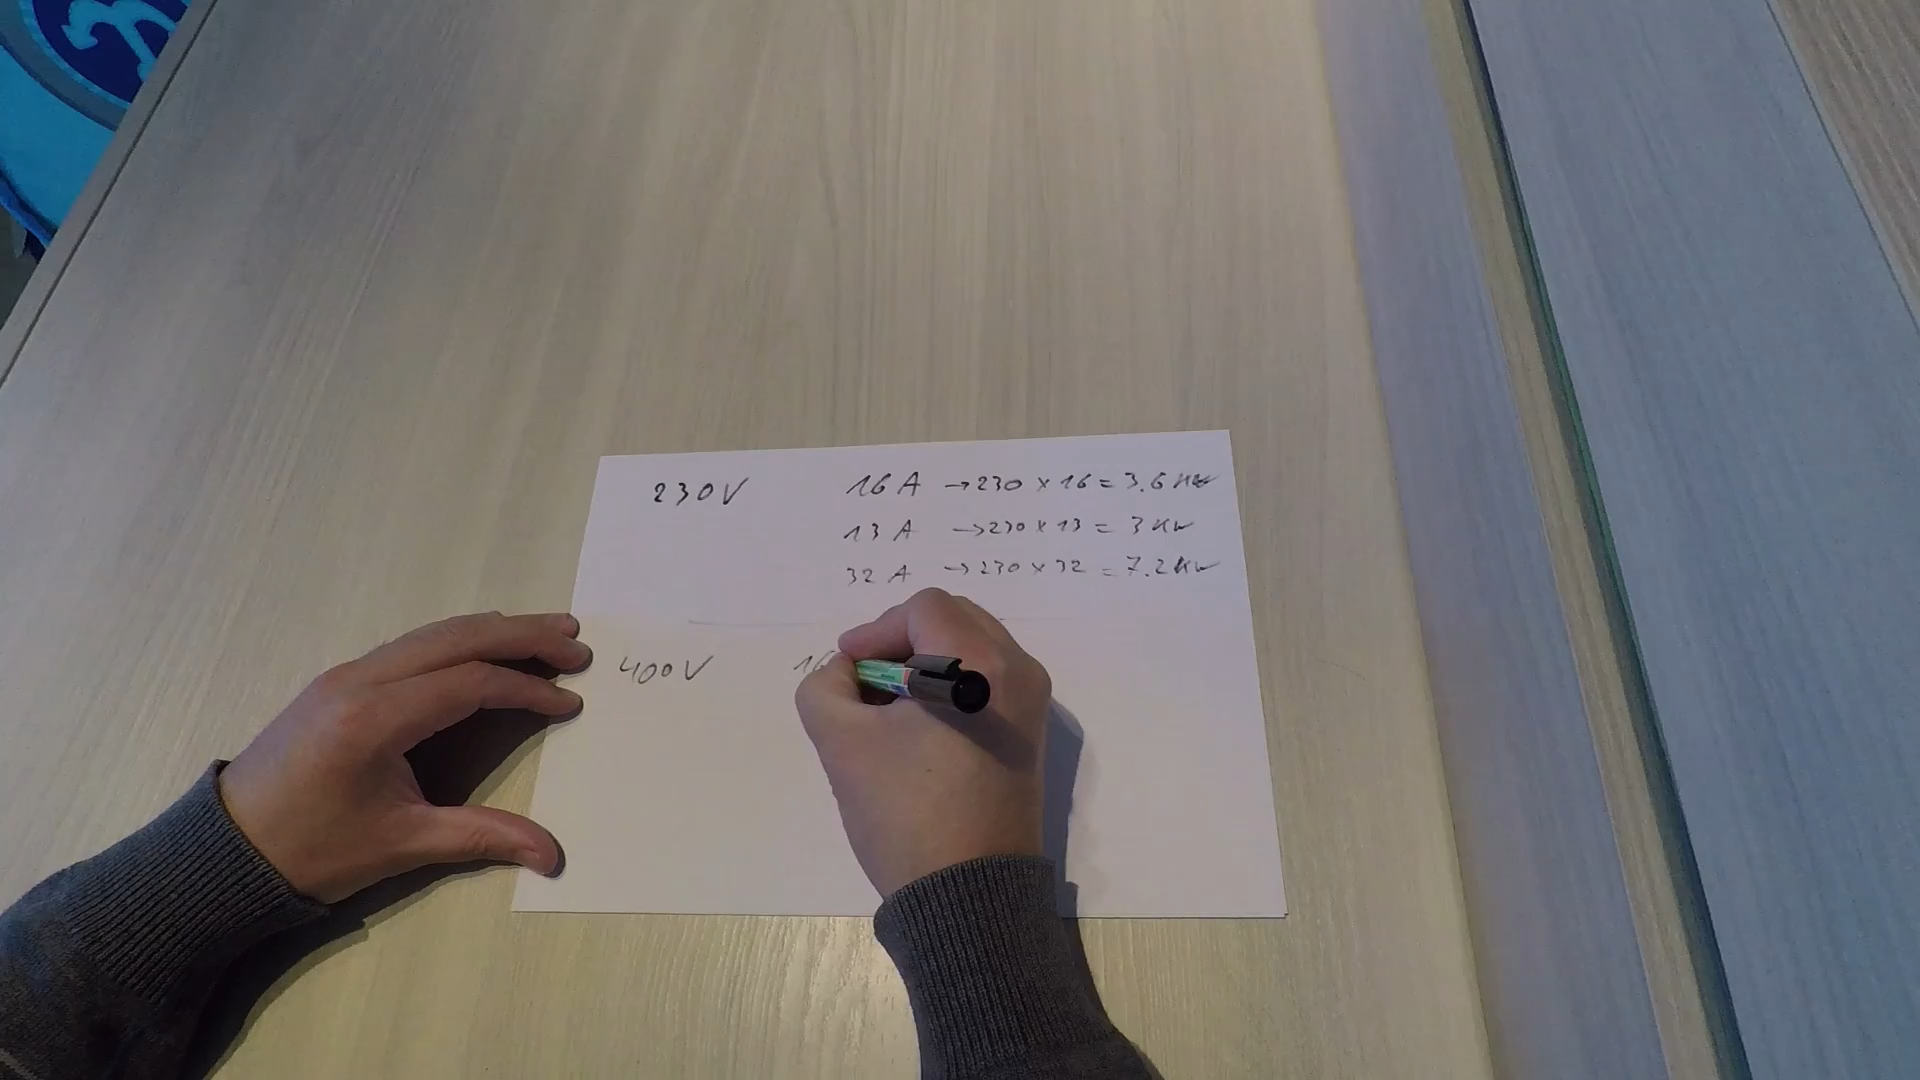 230V 16 A → 230 x 16 = 3.6 Kw
13 A → 230 x 13 = 3 Kw
32 A → 230 x 32 = 7.2 Kw
400V 16